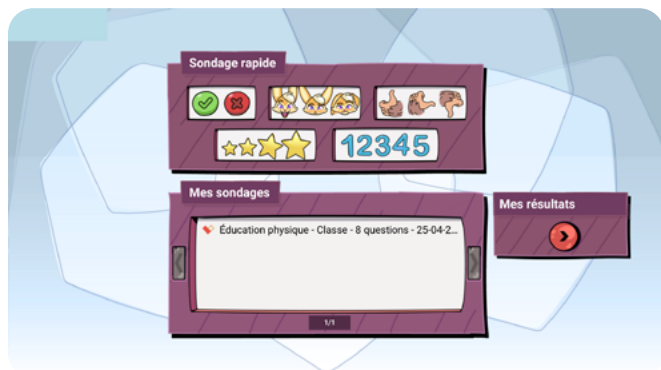 Sondage rapide
12345
Mes sondages
Éducation physique - Classe - 8 questions - 25-04-2...
1/1
Mes résultats